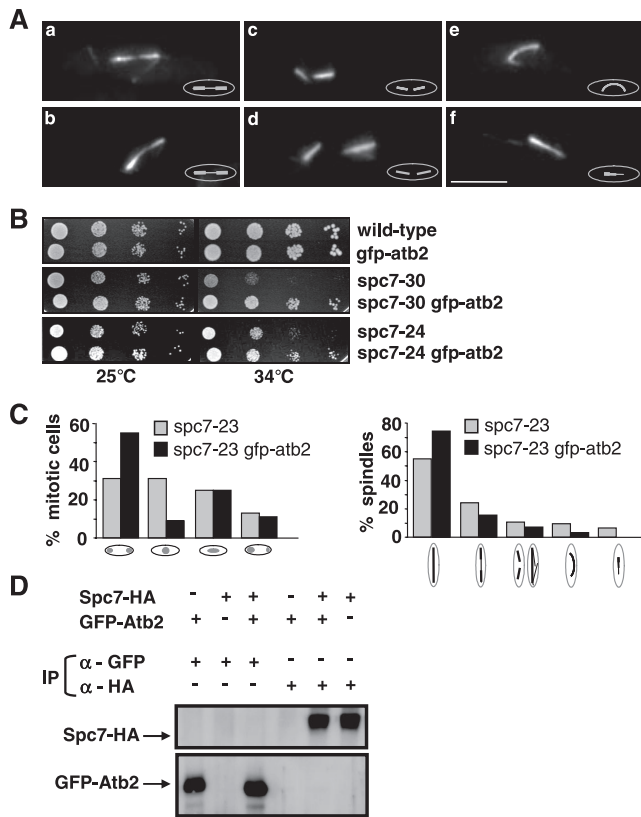 A
a
c
e
b
d
f
B
wild-type
gfp-atb2
spc7-30
spc7-30 gfp-atb2
spc7-24
spc7-24 gfp-atb2
25°C
34°C
C
% mitotic cells
60
40
20
0
spc7-23
spc7-23 gfp-atb2
% spindles
80
60
40
20
0
spc7-23
spc7-23 gfp-atb2
D
Spc7-HA - + + - + +
GFP-Atb2 + - + + + -
IP
α - GFP + + + - - -
α - HA - - - + + +
Spc7-HA
GFP-Atb2